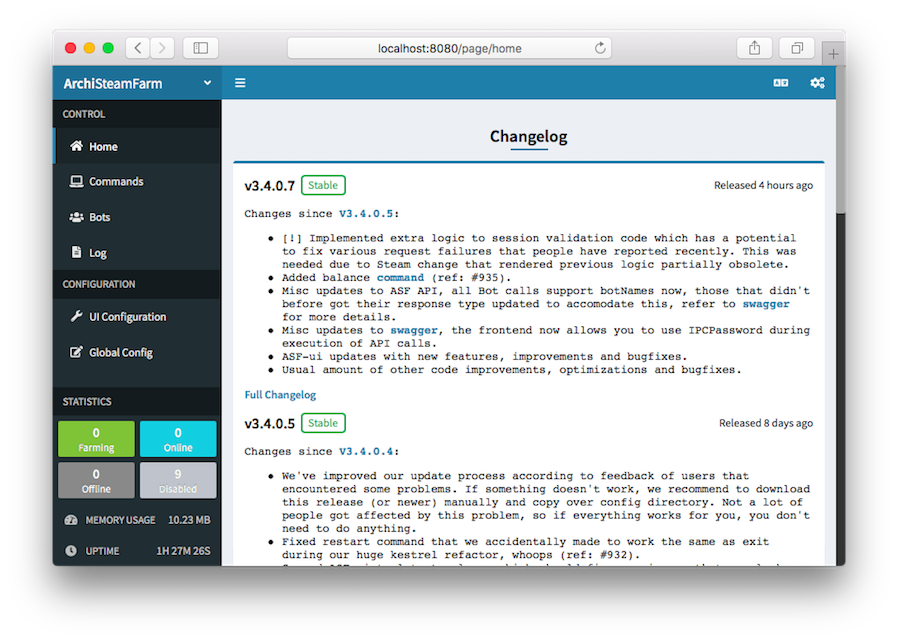 localhost:8080/page/home
ArchiSteamFarm
CONTROL
Home
Commands
Bots
Log
CONFIGURATION
UI Configuration
Global Config
STATISTICS
0
Farming
0
Online
0
Offline
9
Disabled
MEMORY USAGE 10.23 MB
UPTIME 1H 27M 26S
Changelog
v3.4.0.7 Stable Released 4 hours ago
Changes since V3.4.0.5:
• [!] Implemented extra logic to session validation code which has a potential
to fix various request failures that people have reported recently. This was
needed due to Steam change that rendered previous logic partially obsolete.
• Added balance command (ref: #935).
• Misc updates to ASF API, all Bot calls support botNames now, those that didn't
before got their response type updated to accomodate this, refer to swagger
for more details.
• Misc updates to swagger, the frontend now allows you to use IPCPassword during
execution of API calls.
• ASF-ui updates with new features, improvements and bugfixes.
• Usual amount of other code improvements, optimizations and bugfixes.
Full Changelog
v3.4.0.5 Stable Released 8 days ago
Changes since V3.4.0.4:
• We've improved our update process according to feedback of users that
encountered some problems. If something doesn't work, we recommend to download
this release (or newer) manually and copy over config directory. Not a lot of
people got affected by this problem, so if everything works for you, you don't
need to do anything.
• Fixed restart command that we accidentally made to work the same as exit
during our huge kestrel refactor, whoops (ref: #932).